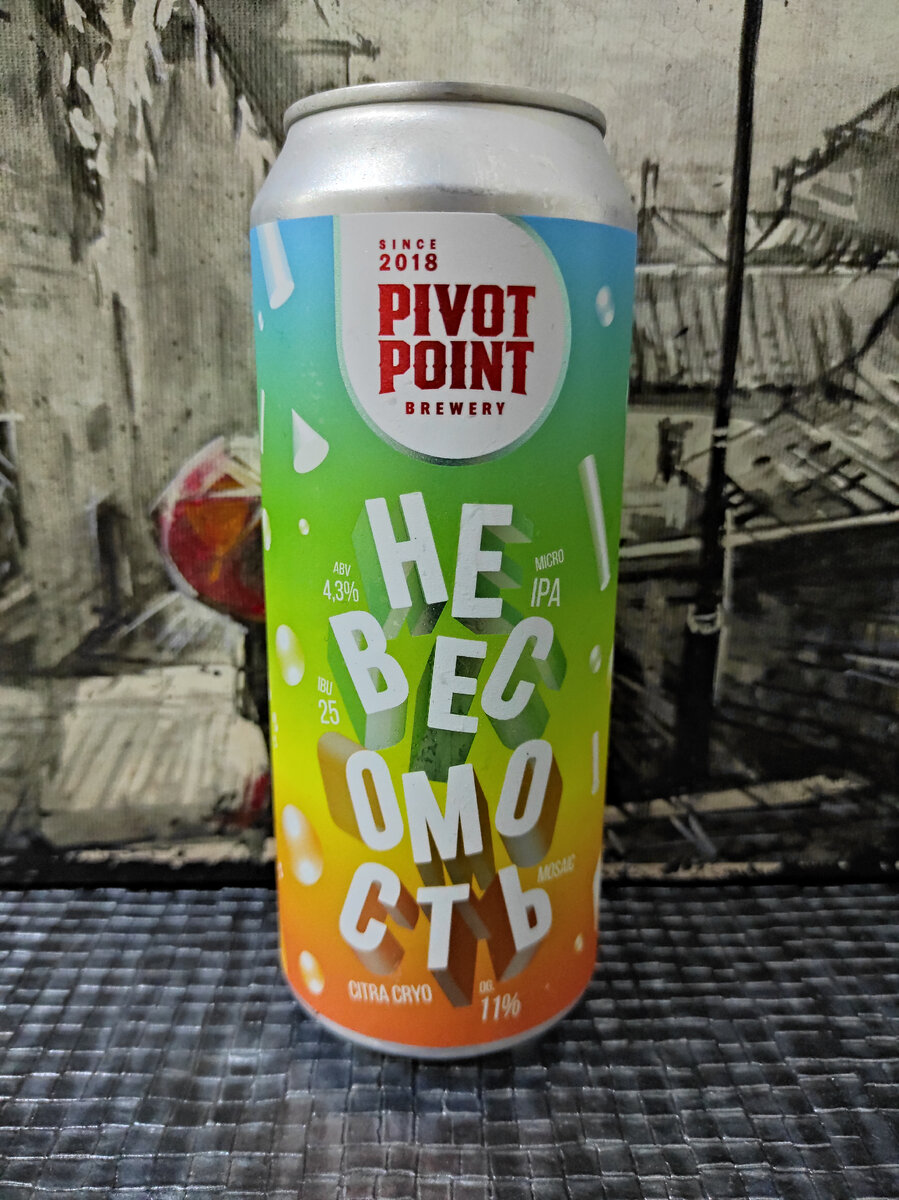 SINCE
2018
PIVOT
POINT
BREWERY
НЕ
ВЕС
ОМО
СТЬ
ABV
4,3%
MICRO
IPA
IBU
25
MOSAIC
CITRA CRYO
OG.
11%